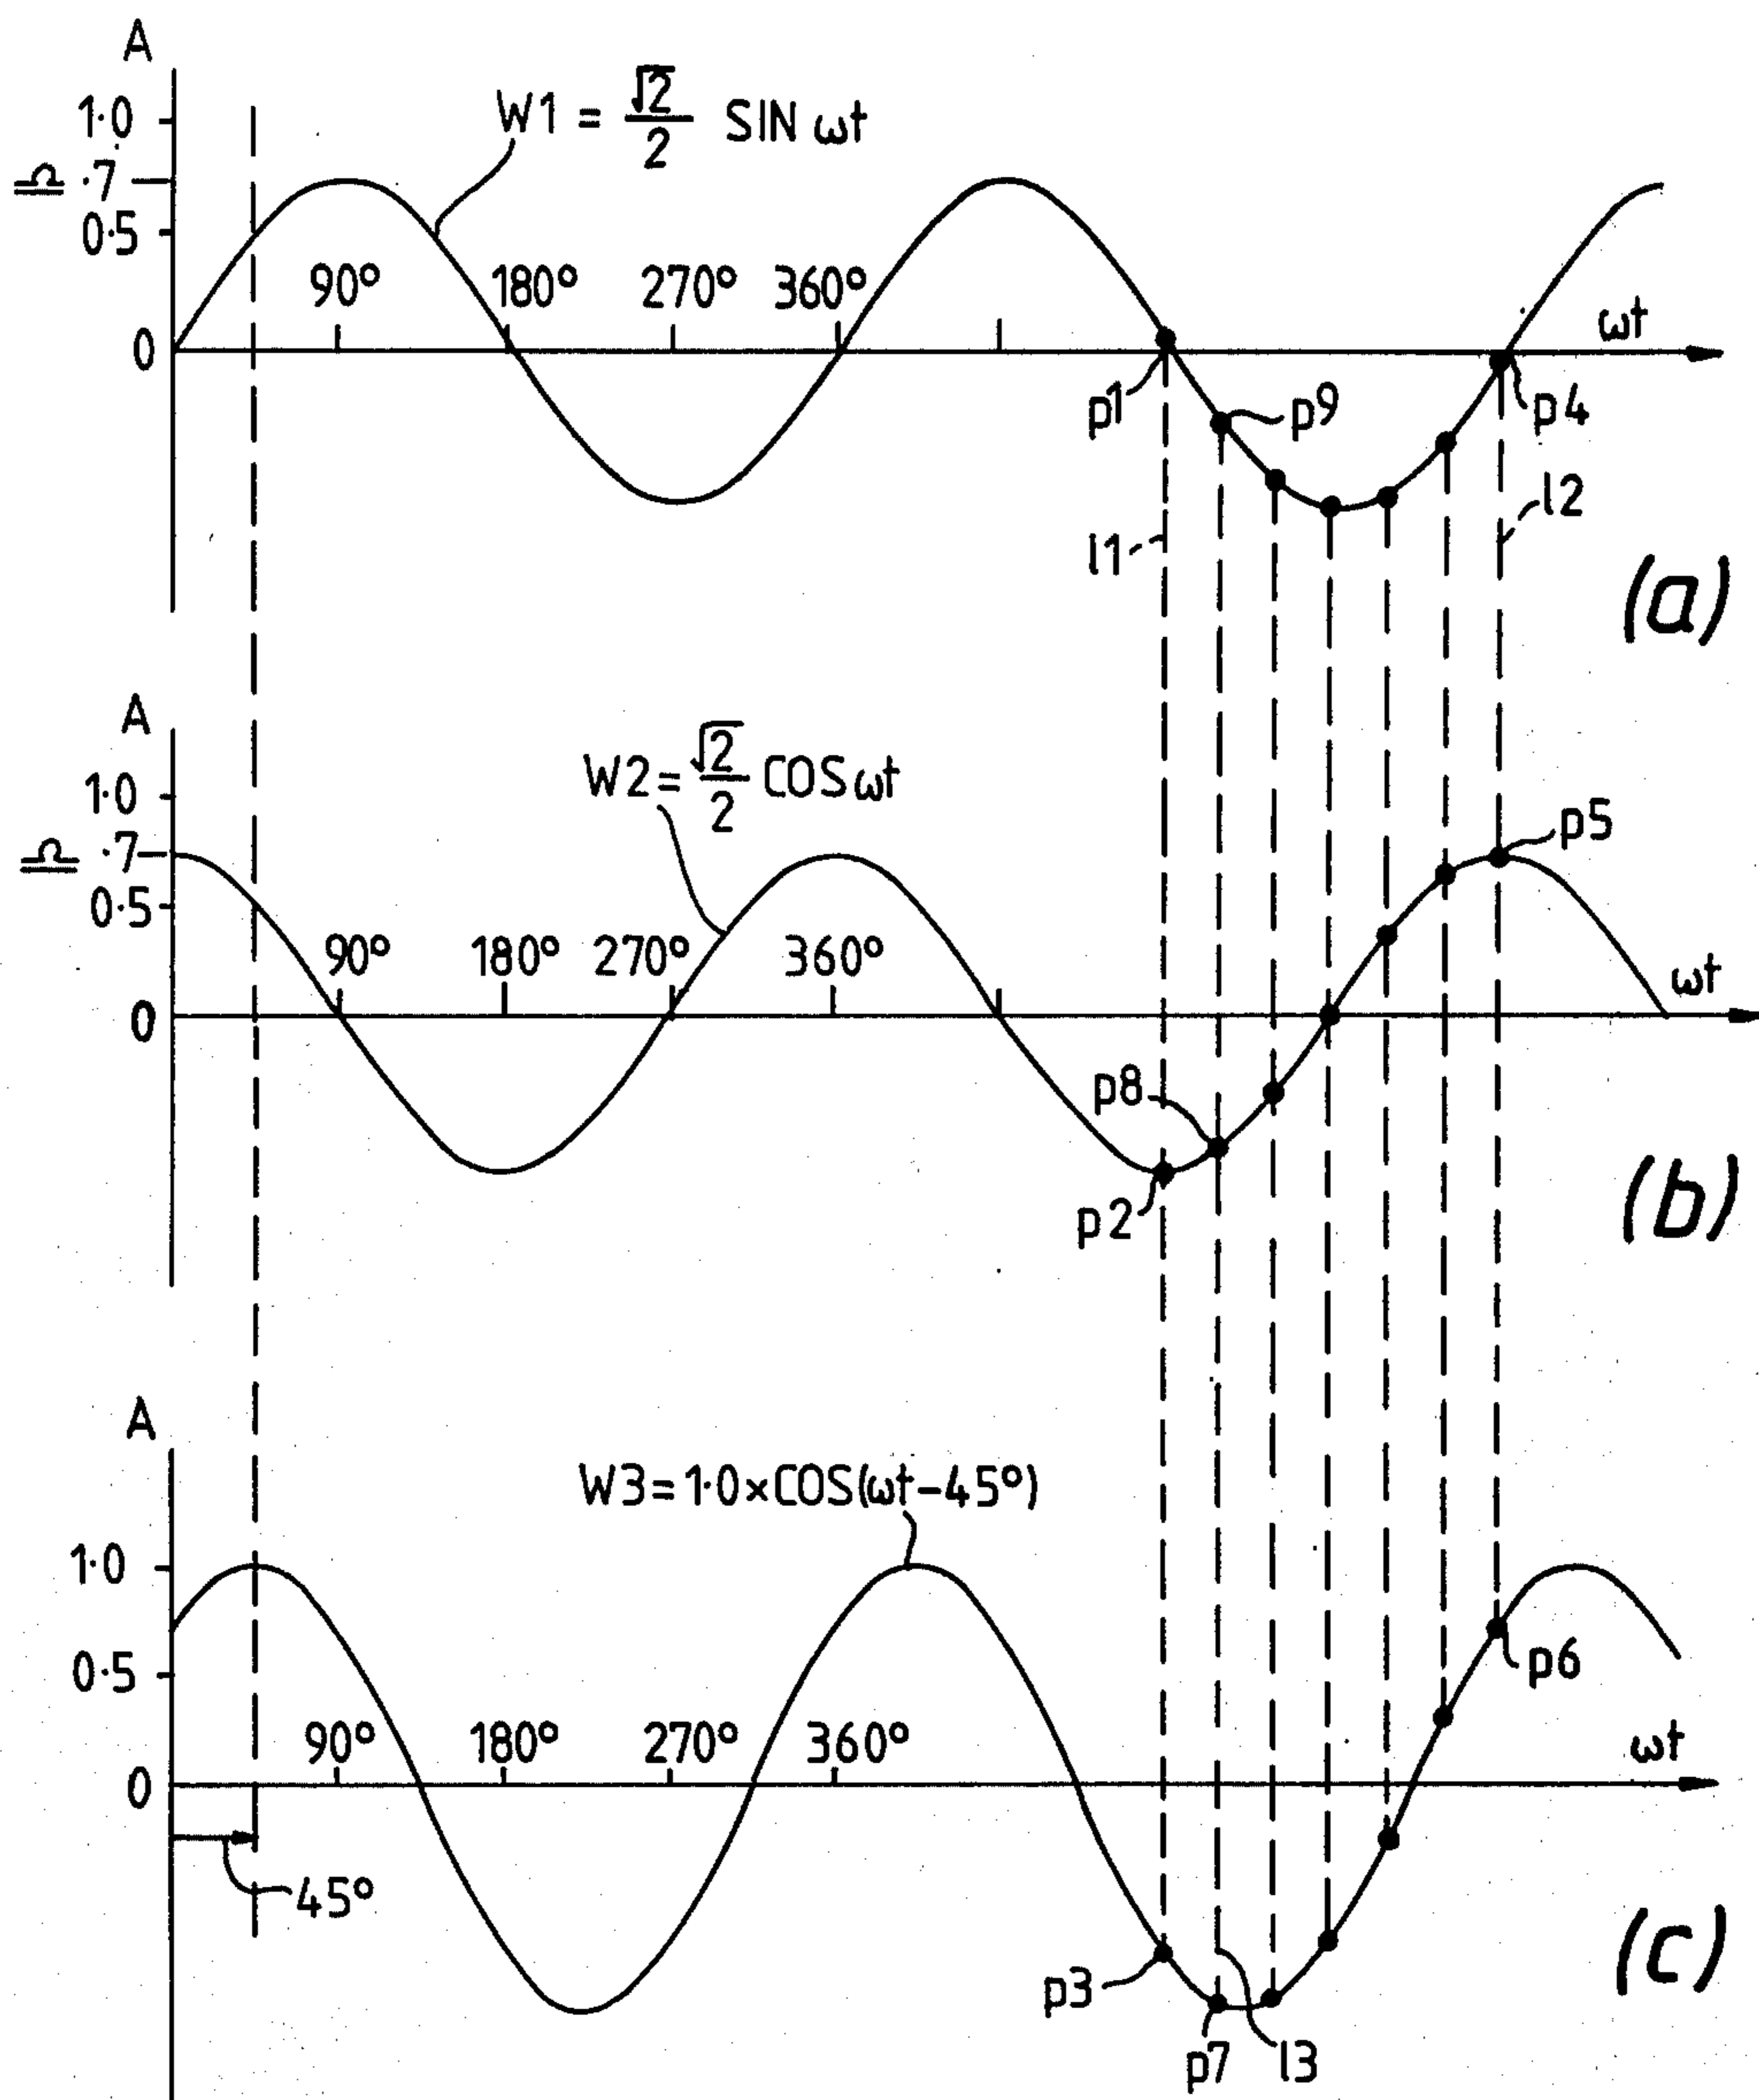 A
1.0
≏ .7
0.5
0
W1 = √2/2 SIN ωt
90° 180° 270° 360°
ωt
p1
p9
p4
l1
l2
(a)
A
1.0
≏ .7
0.5
0
W2 = √2/2 COS ωt
90° 180° 270° 360°
ωt
p5
p8
p2
(b)
A
1.0
0.5
0
W3 = 1.0×COS(ωt−45°)
90° 180° 270° 360°
ωt
p6
45°
p3
p7
l3
(c)